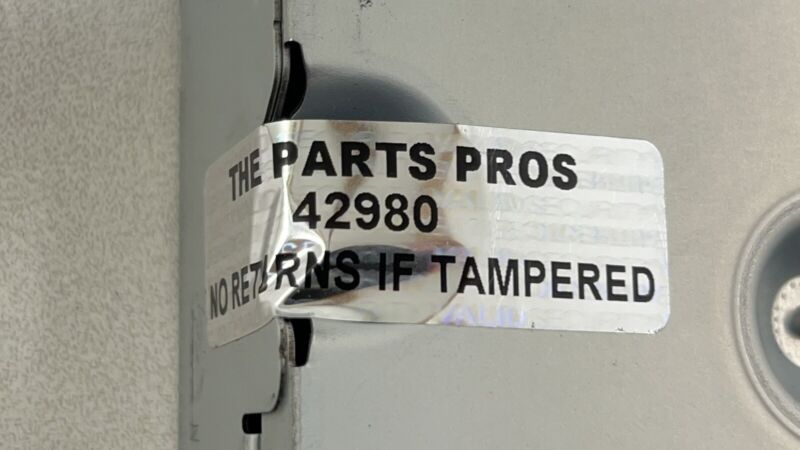 THE PARTS PROS
42980
NO RETURNS IF TAMPERED